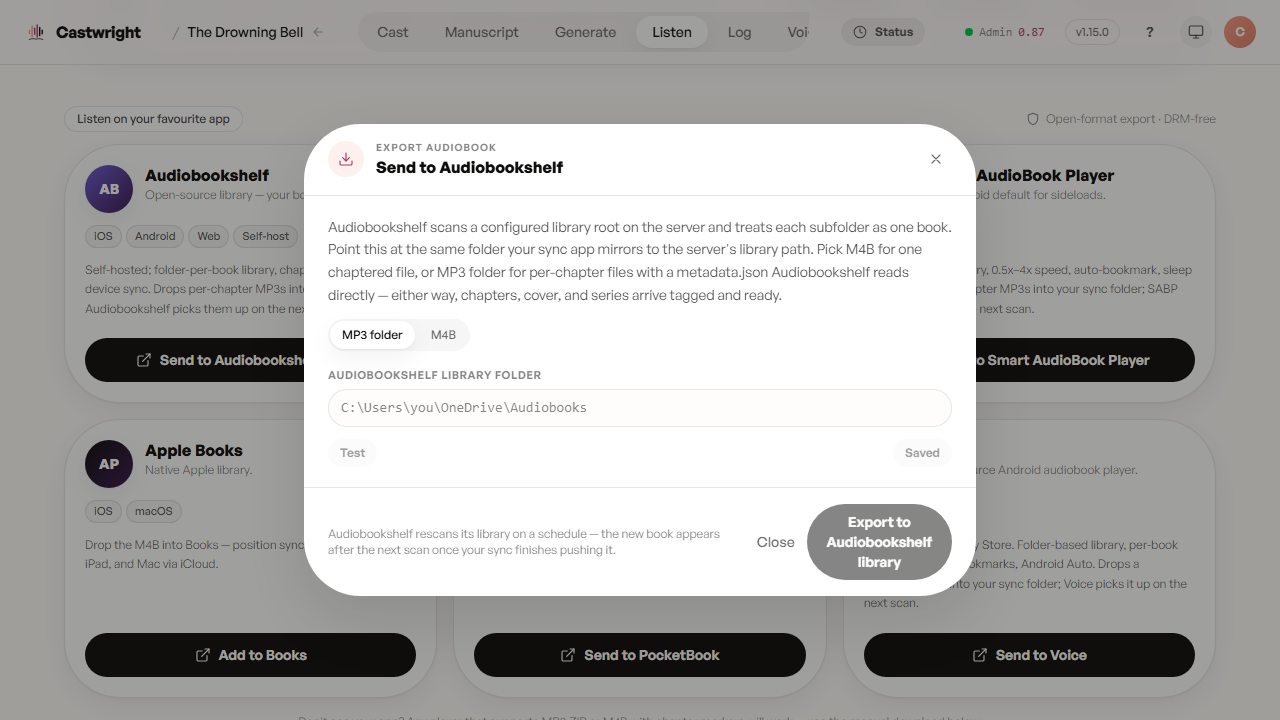 Castwright
/ The Drowning Bell ←
Cast
Manuscript
Generate
Listen
Log
Voi
Status
Admin 0.87
v1.15.0
?
C
Listen on your favourite app
Open-format export · DRM-free
AB
Audiobookshelf
Open-source library — your bo
iOS
Android
Web
Self-host
Self-hosted; folder-per-book library, chap
device sync. Drops per-chapter MP3s int
Audiobookshelf picks them up on the nex
Send to Audiobookshe
AudioBook Player
id default for sideloads.
y, 0.5x–4x speed, auto-bookmark, sleep
pter MP3s into your sync folder; SABP
next scan.
o Smart AudioBook Player
EXPORT AUDIOBOOK
Send to Audiobookshelf
Audiobookshelf scans a configured library root on the server and treats each subfolder as one book.
Point this at the same folder your sync app mirrors to the server's library path. Pick M4B for one
chaptered file, or MP3 folder for per-chapter files with a metadata.json Audiobookshelf reads
directly — either way, chapters, cover, and series arrive tagged and ready.
MP3 folder
M4B
AUDIOBOOKSHELF LIBRARY FOLDER
C:\Users\you\OneDrive\Audiobooks
Test
Saved
Audiobookshelf rescans its library on a schedule — the new book appears
after the next scan once your sync finishes pushing it.
Close
Export to
Audiobookshelf
library
AP
Apple Books
Native Apple library.
iOS
macOS
Drop the M4B into Books — position sync
iPad, and Mac via iCloud.
Add to Books
Send to PocketBook
rce Android audiobook player.
y Store. Folder-based library, per-book
okmarks, Android Auto. Drops a
into your sync folder; Voice picks it up on the
next scan.
Send to Voice